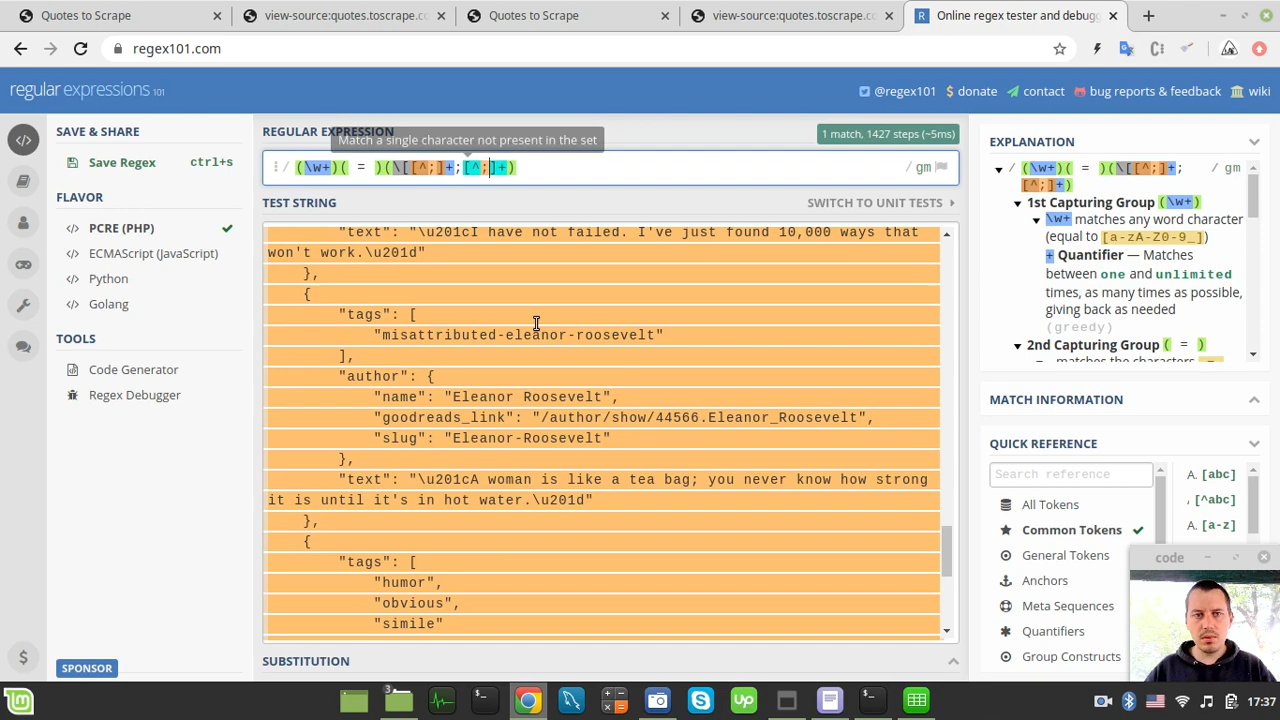 Quotes to Scrape
view-source:quotes.toscrape.c
Quotes to Scrape
view-source:quotes.toscrape.c
Online regex tester and debugg
regex101.com
regular expressions 101
@regex101
donate
contact
bug reports & feedback
wiki
SAVE & SHARE
Save Regex
ctrl+s
FLAVOR
PCRE (PHP)
ECMAScript (JavaScript)
Python
Golang
TOOLS
Code Generator
Regex Debugger
SPONSOR
REGULAR EXPRESSION
Match a single character not present in the set
1 match, 1427 steps (~5ms)
/ (\w+)( = )(\[[^;]+;[^;]+)
/ gm
TEST STRING
SWITCH TO UNIT TESTS
"text": "\u201cI have not failed. I've just found 10,000 ways that
won't work.\u201d"
},
{
"tags": [
"misattributed-eleanor-roosevelt"
],
"author": {
"name": "Eleanor Roosevelt",
"goodreads_link": "/author/show/44566.Eleanor_Roosevelt",
"slug": "Eleanor-Roosevelt"
},
"text": "\u201cA woman is like a tea bag; you never know how strong
it is until it's in hot water.\u201d"
},
{
"tags": [
"humor",
"obvious",
"simile"
SUBSTITUTION
EXPLANATION
/ (\w+)( = )(\[[^;]+;
/ gm
[^;]+)
1st Capturing Group (\w+)
\w+ matches any word character
(equal to [a-zA-Z0-9_])
+ Quantifier — Matches
between one and unlimited
times, as many times as possible,
giving back as needed
(greedy)
2nd Capturing Group ( = )
MATCH INFORMATION
QUICK REFERENCE
Search reference
All Tokens
Common Tokens
General Tokens
Anchors
Meta Sequences
Quantifiers
Group Constructs
A. [abc]
[^abc]
A. [a-z]
code
3
17:37